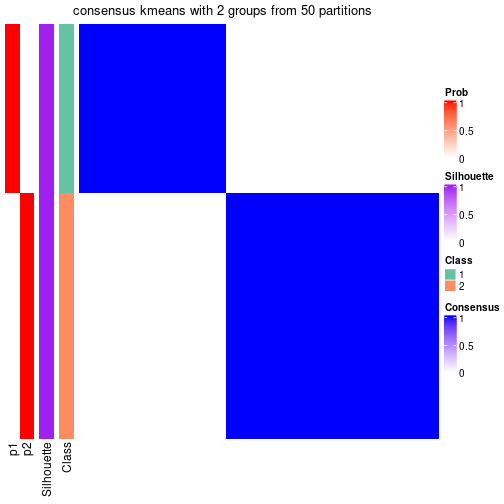 consensus kmeans with 2 groups from 50 partitions
Prob
1
0.5
0
Silhouette
1
0.5
0
Class
1
2
Consensus
1
0.5
0
p1
p2
Silhouette
Class